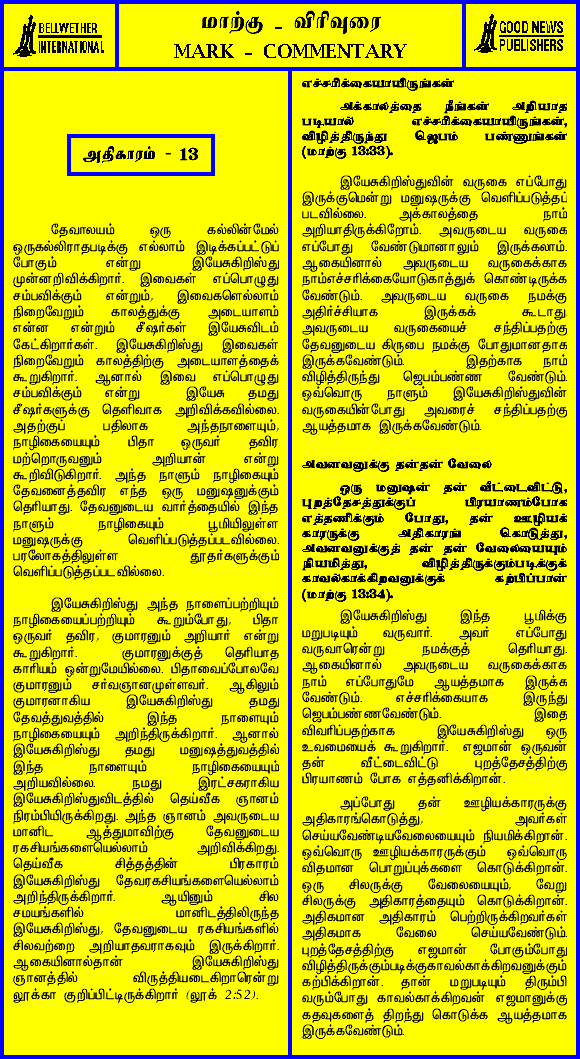 BELLWETHER
INTERNATIONAL
மாற்கு - விரிவுரை
MARK - COMMENTARY
GOOD NEWS
PUBLISHERS
அதிகாரம் - 13
தேவாலயம் ஒரு கல்லின்மேல்
ஒருகல்லிராதபடிக்கு எல்லாம் இடிக்கப்பட்டுப்
போகும் என்று இயேசுகிறிஸ்து
முன்னறிவிக்கிறார். இவைகள் எப்பொழுது
சம்பவிக்கும் என்றும், இவைகளெல்லாம்
நிறைவேறும் காலத்துக்கு அடையாளம்
என்ன என்றும் சீஷர்கள் இயேசுவிடம்
கேட்கிறார்கள். இயேசுகிறிஸ்து இவைகள்
நிறைவேறும் காலத்திற்கு அடையாளத்தைக்
கூறுகிறார். ஆனால் இவை எப்பொழுது
சம்பவிக்கும் என்று இயேசு தமது
சீஷர்களுக்கு தெளிவாக அறிவிக்கவில்லை.
அதற்குப் பதிலாக அந்தநாளையும்,
நாழிகையையும் பிதா ஒருவர் தவிர
மற்றொருவனும் அறியான் என்று
கூறிவிடுகிறார். அந்த நாளும் நாழிகையும்
தேவனைத்தவிர எந்த ஒரு மனுஷனுக்கும்
தெரியாது. தேவனுடைய வார்த்தையில் இந்த
நாளும் நாழிகையும் பூமியிலுள்ள
மனுஷருக்கு வெளிப்படுத்தப்படவில்லை.
பரலோகத்திலுள்ள தூதர்களுக்கும்
வெளிப்படுத்தப்படவில்லை.
இயேசுகிறிஸ்து அந்த நாளைப்பற்றியும்
நாழிகையைப்பற்றியும் கூறும்போது, பிதா
ஒருவர் தவிர, குமாரனும் அறியார் என்று
கூறுகிறார். குமாரனுக்குத் தெரியாத
காரியம் ஒன்றுமேயில்லை. பிதாவைப்போலவே
குமாரனும் சர்வஞானமுள்ளவர். ஆகிலும்
குமாரனாகிய இயேசுகிறிஸ்து தமது
தேவத்துவத்தில் இந்த நாளையும்
நாழிகையையும் அறிந்திருக்கிறார். ஆனால்
இயேசுகிறிஸ்து தமது மனுஷத்துவத்தில்
இந்த நாளையும் நாழிகையையும்
அறியவில்லை. நமது இரட்சகராகிய
இயேசுகிறிஸ்துவிடத்தில் தெய்வீக ஞானம்
நிரம்பியிருக்கிறது. அந்த ஞானம் அவருடைய
மானிட ஆத்துமாவிற்கு தேவனுடைய
ரகசியங்களையெல்லாம் அறிவிக்கிறது.
தெய்வீக சித்தத்தின் பிரகாரம்
இயேசுகிறிஸ்து தேவரகசியங்களையெல்லாம்
அறிந்திருக்கிறார். ஆயினும் சில
சமயங்களில் மானிடத்திலிருந்த
இயேசுகிறிஸ்து, தேவனுடைய ரகசியங்களில்
சிலவற்றை அறியாதவராகவும் இருக்கிறார்.
ஆகையினால்தான் இயேசுகிறிஸ்து
ஞானத்தில் விருத்தியடைகிறாரென்று
லூக்கா குறிப்பிட்டிருக்கிறார் (லூக் 2:52).
எச்சரிக்கையாயிருங்கள்
அக்காலத்தை நீங்கள் அறியாத
படியால் எச்சரிக்கையாயிருங்கள்,
விழித்திருந்து ஜெபம் பண்ணுங்கள்
(மாற்கு 13:33).
இயேசுகிறிஸ்துவின் வருகை எப்போது
இருக்குமென்று மனுஷருக்கு வெளிப்படுத்தப்
படவில்லை. அக்காலத்தை நாம்
அறியாதிருக்கிறோம். அவருடைய வருகை
எப்போது வேண்டுமானாலும் இருக்கலாம்.
ஆகையினால் அவருடைய வருகைக்காக
நாம்எச்சரிக்கையோடுகாத்துக் கொண்டிருக்க
வேண்டும். அவருடைய வருகை நமக்கு
அதிர்ச்சியாக இருக்கக் கூடாது.
அவருடைய வருகையைச் சந்திப்பதற்கு
தேவனுடைய கிருபை நமக்கு போதுமானதாக
இருக்கவேண்டும். இதற்காக நாம்
விழித்திருந்து ஜெபம்பண்ண வேண்டும்.
ஒவ்வொரு நாளும் இயேசுகிறிஸ்துவின்
வருகையின்போது அவரைச் சந்திப்பதற்கு
ஆயத்தமாக இருக்கவேண்டும்.
அவனவனுக்கு தன்தன் வேலை
ஒரு மனுஷன் தன் வீட்டைவிட்டு,
புறத்தேசத்துக்குப் பிரயாணம்போக
எத்தணிக்கும் போது, தன் ஊழியக்
காரருக்கு அதிகாரங் கொடுத்து,
அவனவனுக்குத் தன் தன் வேலையையும்
நியமித்து, விழித்திருக்கும்படிக்குக்
காவல்காக்கிறவனுக்குக் கற்பிப்பான்
(மாற்கு 13:34).
இயேசுகிறிஸ்து இந்த பூமிக்கு
மறுபடியும் வருவார். அவர் எப்போது
வருவாரென்று நமக்குத் தெரியாது.
ஆகையினால் அவருடைய வருகைக்காக
நாம் எப்போதுமே ஆயத்தமாக இருக்க
வேண்டும். எச்சரிக்கையாக இருந்து
ஜெபம்பண்ணவேண்டும். இதை
விவரிப்பதற்காக இயேசுகிறிஸ்து ஒரு
உவமையைக் கூறுகிறார். எஜமான் ஒருவன்
தன் வீட்டைவிட்டு புறத்தேசத்திற்கு
பிரயாணம் போக எத்தனிக்கிறான்.
அப்போது தன் ஊழியக்காரருக்கு
அதிகாரங்கொடுத்து, அவர்கள்
செய்யவேண்டியவேலையையும் நியமிக்கிறான்.
ஒவ்வொரு ஊழியக்காரருக்கும் ஒவ்வொரு
விதமான பொறுப்புக்களை கொடுக்கிறான்.
ஒரு சிலருக்கு வேலையையும், வேறு
சிலருக்கு அதிகாரத்தையும் கொடுக்கிறான்.
அதிகமான அதிகாரம் பெற்றிருக்கிறவர்கள்
அதிகமாக வேலை செய்யவேண்டும்.
புறத்தேசத்திற்கு எஜமான் போகும்போது
விழித்திருக்கும்படிக்குகாவல்காக்கிறவனுக்கும்
கற்பிக்கிறான். தான் மறுபடியும் திரும்பி
வரும்போது காவல்காக்கிறவன் எஜமானுக்கு
கதவுகளைத் திறந்து கொடுக்க ஆயத்தமாக
இருக்கவேண்டும்.